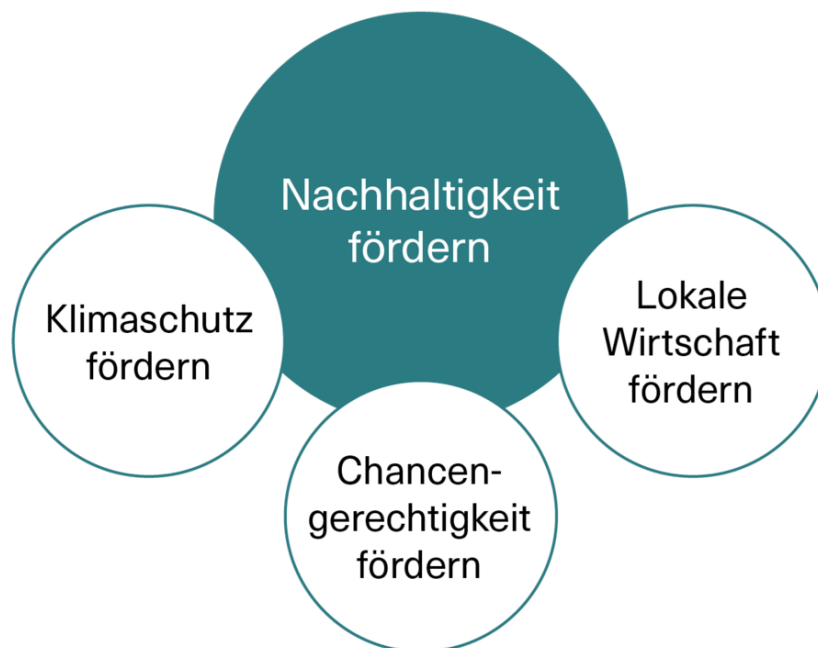 Nachhaltigkeit
fördern
Klimaschutz
fördern
Lokale
Wirtschaft
fördern
Chancen-
gerechtigkeit
fördern